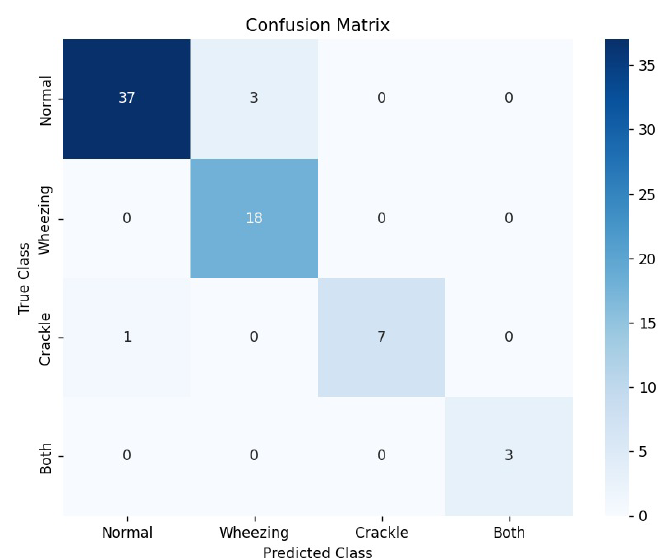 Confusion Matrix
Normal 37 3 0 0
Wheezing 0 18 0 0
Crackle 1 0 7 0
Both 0 0 0 3
True Class
Normal Wheezing Crackle Both
Predicted Class
35
30
25
20
15
10
5
0